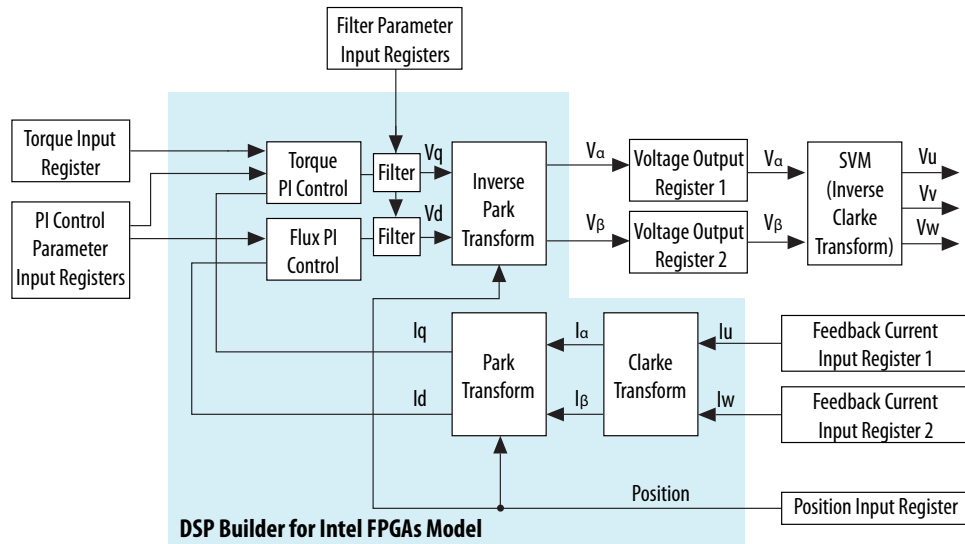 Filter Parameter
Input Registers
Torque Input
Register
PI Control
Parameter
Input Registers
Torque
PI Control
Flux PI
Control
Filter
Filter
Vq
Vd
Inverse
Park
Transform
Vα
Vβ
Voltage Output
Register 1
Voltage Output
Register 2
Vα
Vβ
SVM
(Inverse
Clarke
Transform)
Vu
Vv
Vw
Iq
Id
Park
Transform
Iα
Iβ
Clarke
Transform
Iu
Iw
Feedback Current
Input Register 1
Feedback Current
Input Register 2
Position
Position Input Register
DSP Builder for Intel FPGAs Model